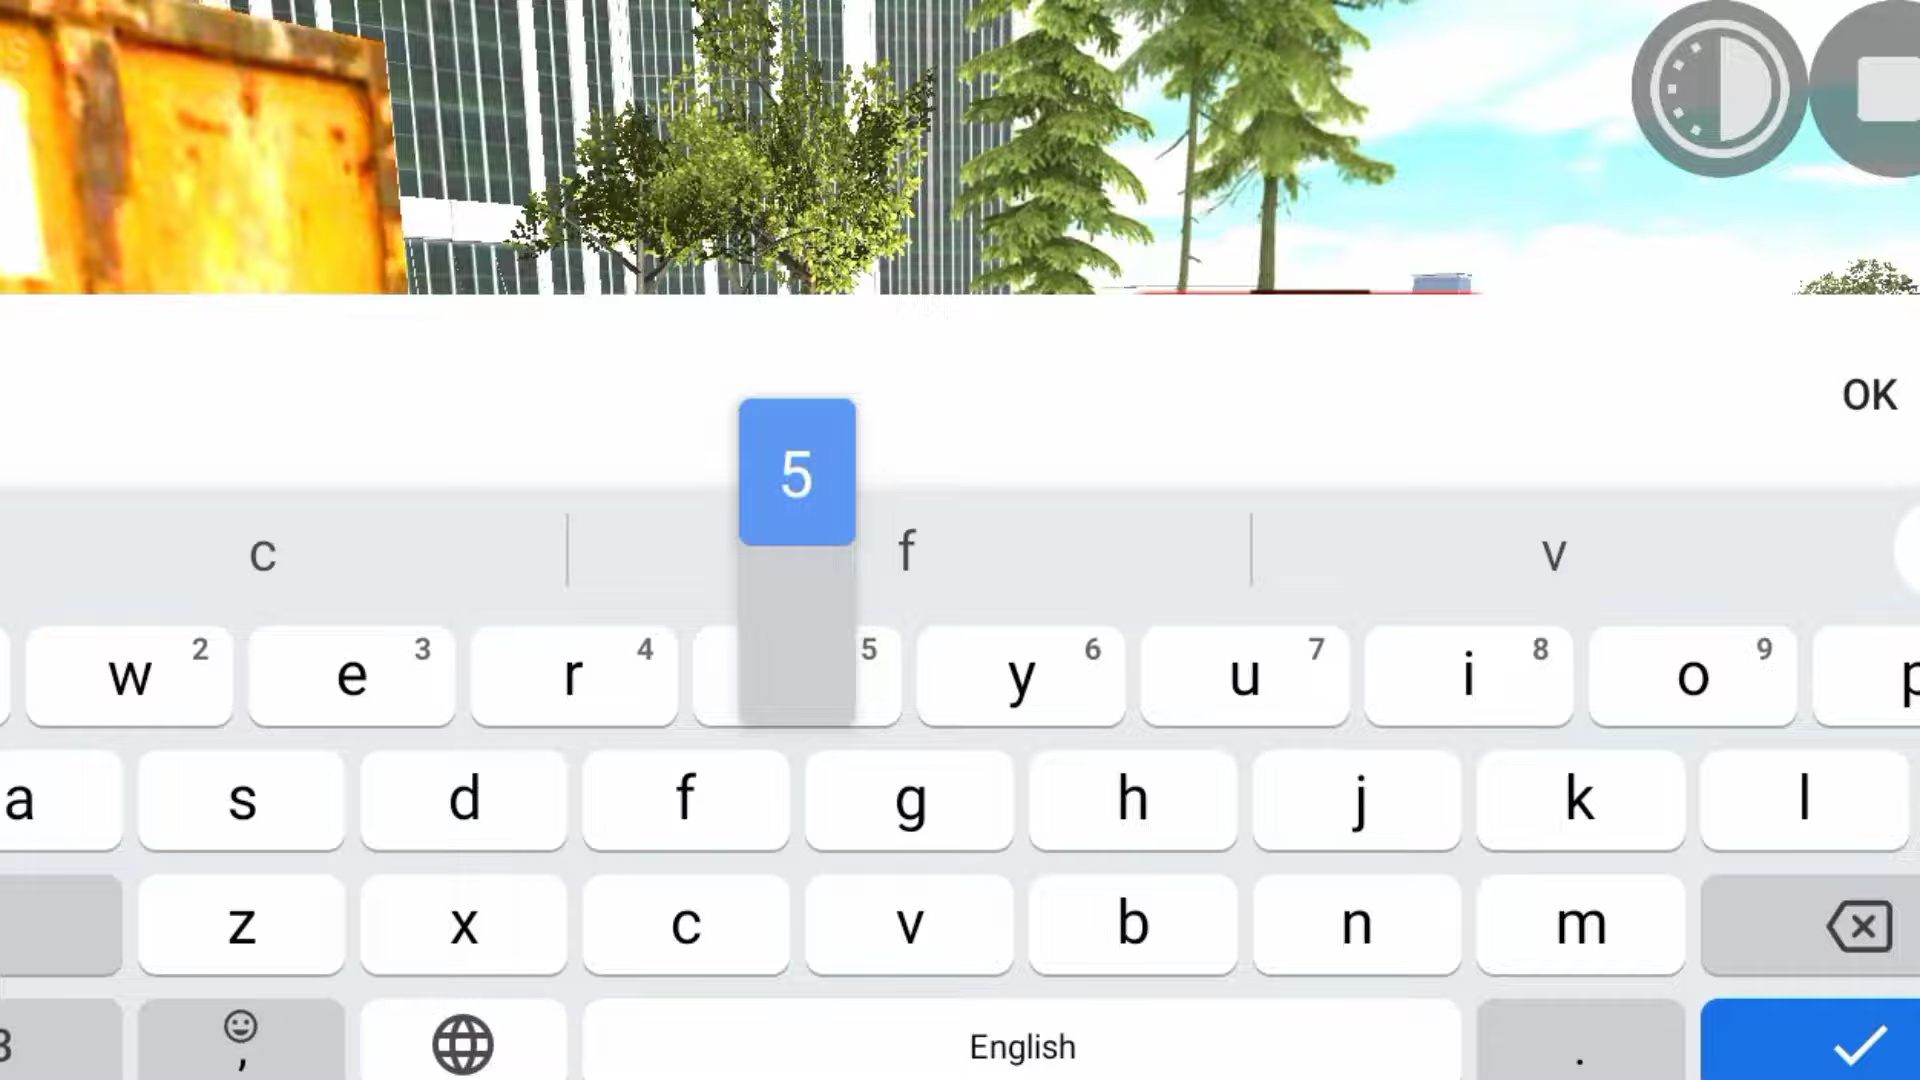 OK
5
c f v
w 2 e 3 r 4 5 y 6 u 7 i 8 o 9 p
a s d f g h j k l
z x c v b n m
, English .